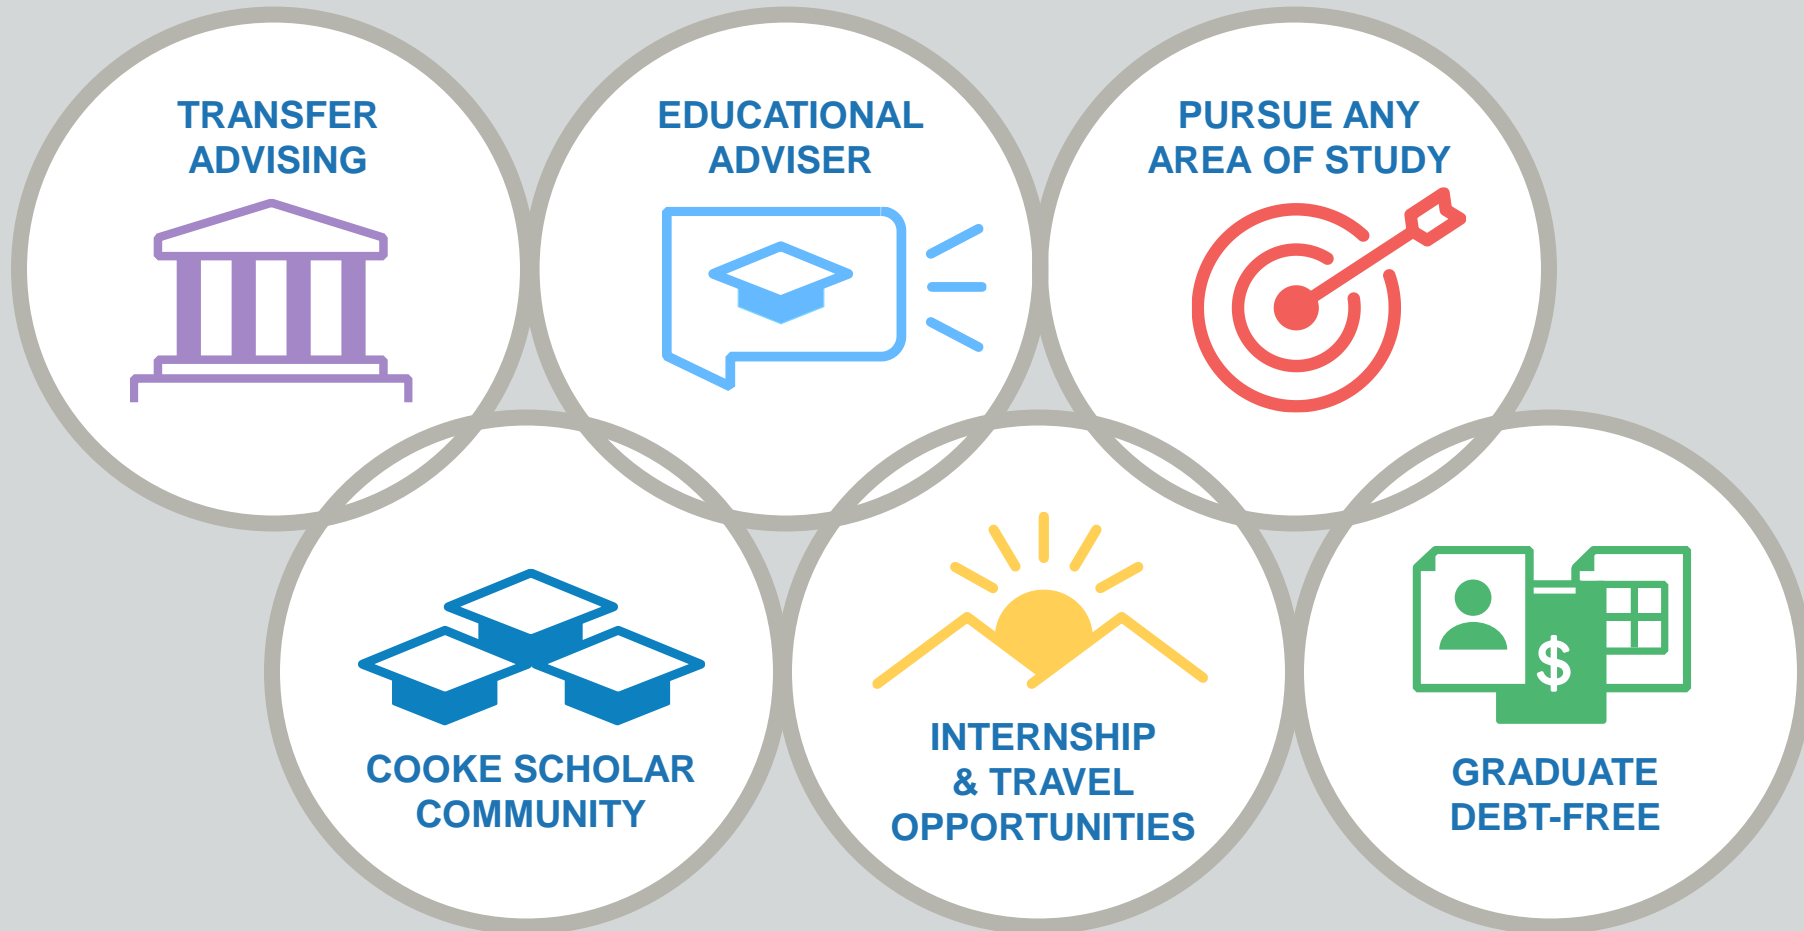 TRANSFER
ADVISING
EDUCATIONAL
ADVISER
PURSUE ANY
AREA OF STUDY
COOKE SCHOLAR
COMMUNITY
INTERNSHIP
& TRAVEL
OPPORTUNITIES
$
GRADUATE
DEBT-FREE